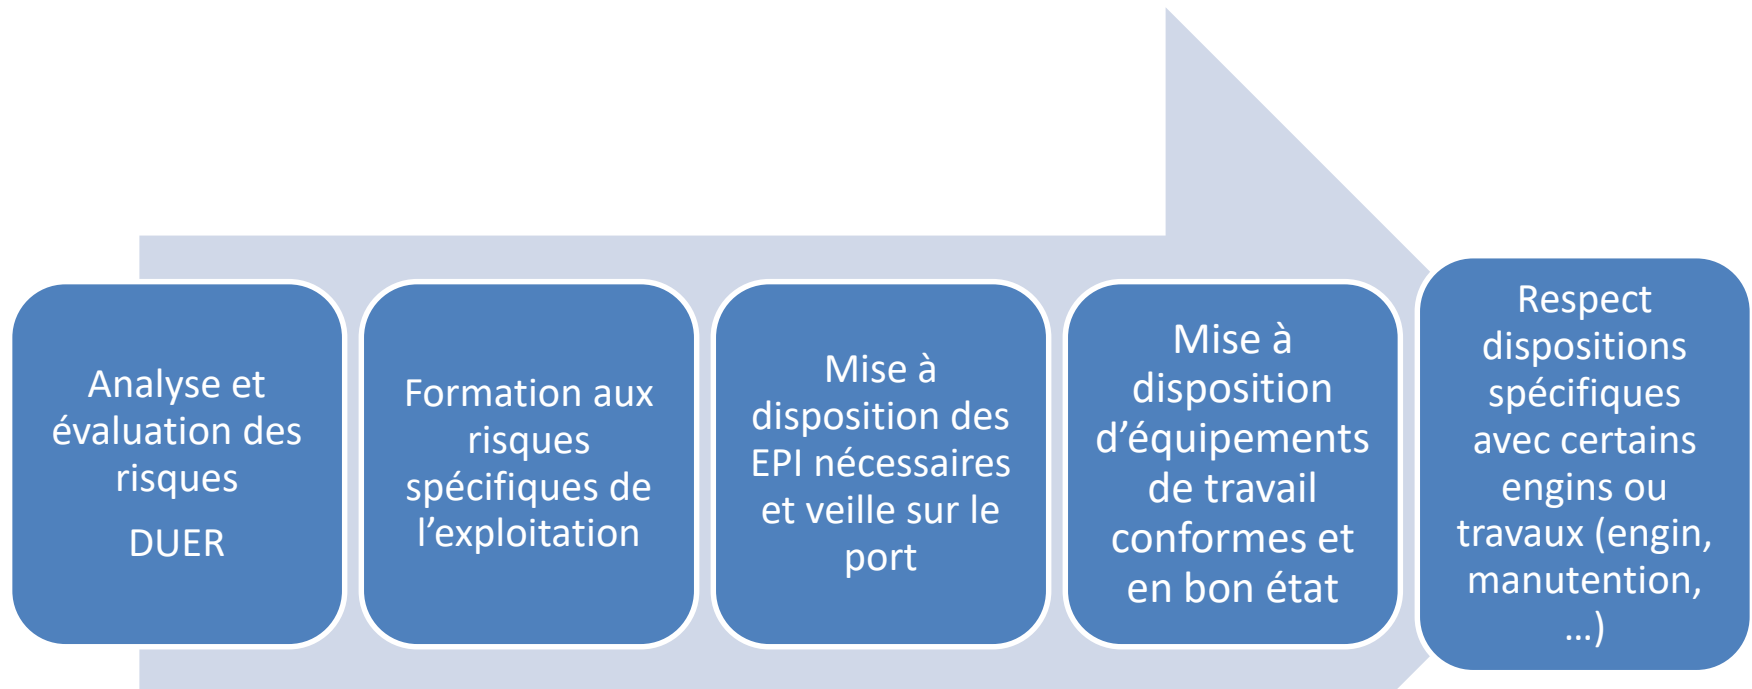 Analyse et
évaluation des
risques
DUER
Formation aux
risques
spécifiques de
l’exploitation
Mise à
disposition des
EPI nécessaires
et veille sur le
port
Mise à
disposition
d’équipements
de travail
conformes et
en bon état
Respect
dispositions
spécifiques
avec certains
engins ou
travaux (engin,
manutention,
…)